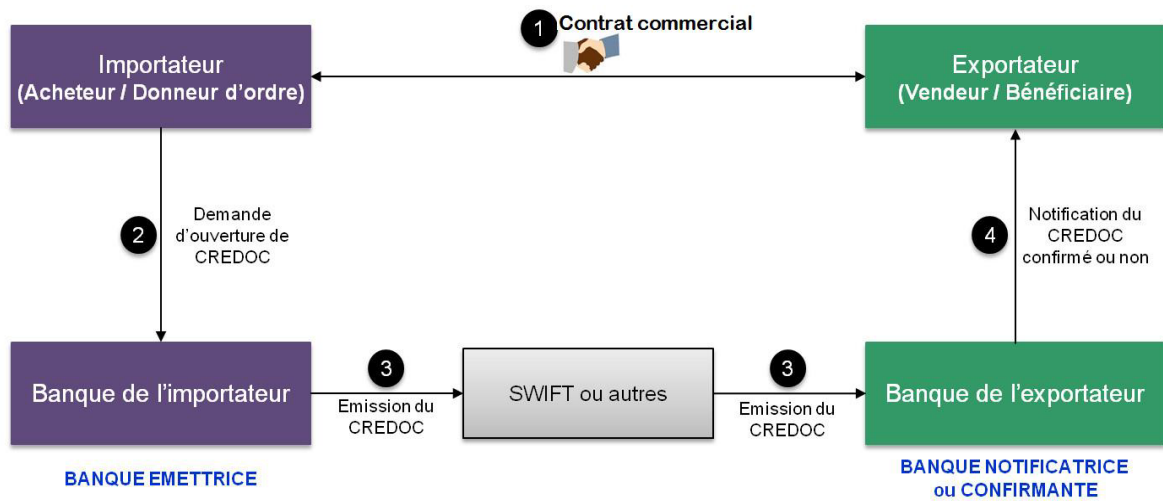 1 Contrat commercial
Importateur
(Acheteur / Donneur d'ordre)
Exportateur
(Vendeur / Bénéficiaire)
2
Demande
d'ouverture de
CREDOC
4
Notification du
CREDOC
confirmé ou non
Banque de l'importateur
3
Emission du
CREDOC
SWIFT ou autres
3
Emission du
CREDOC
Banque de l'exportateur
BANQUE EMETTRICE
BANQUE NOTIFICATRICE
ou CONFIRMANTE